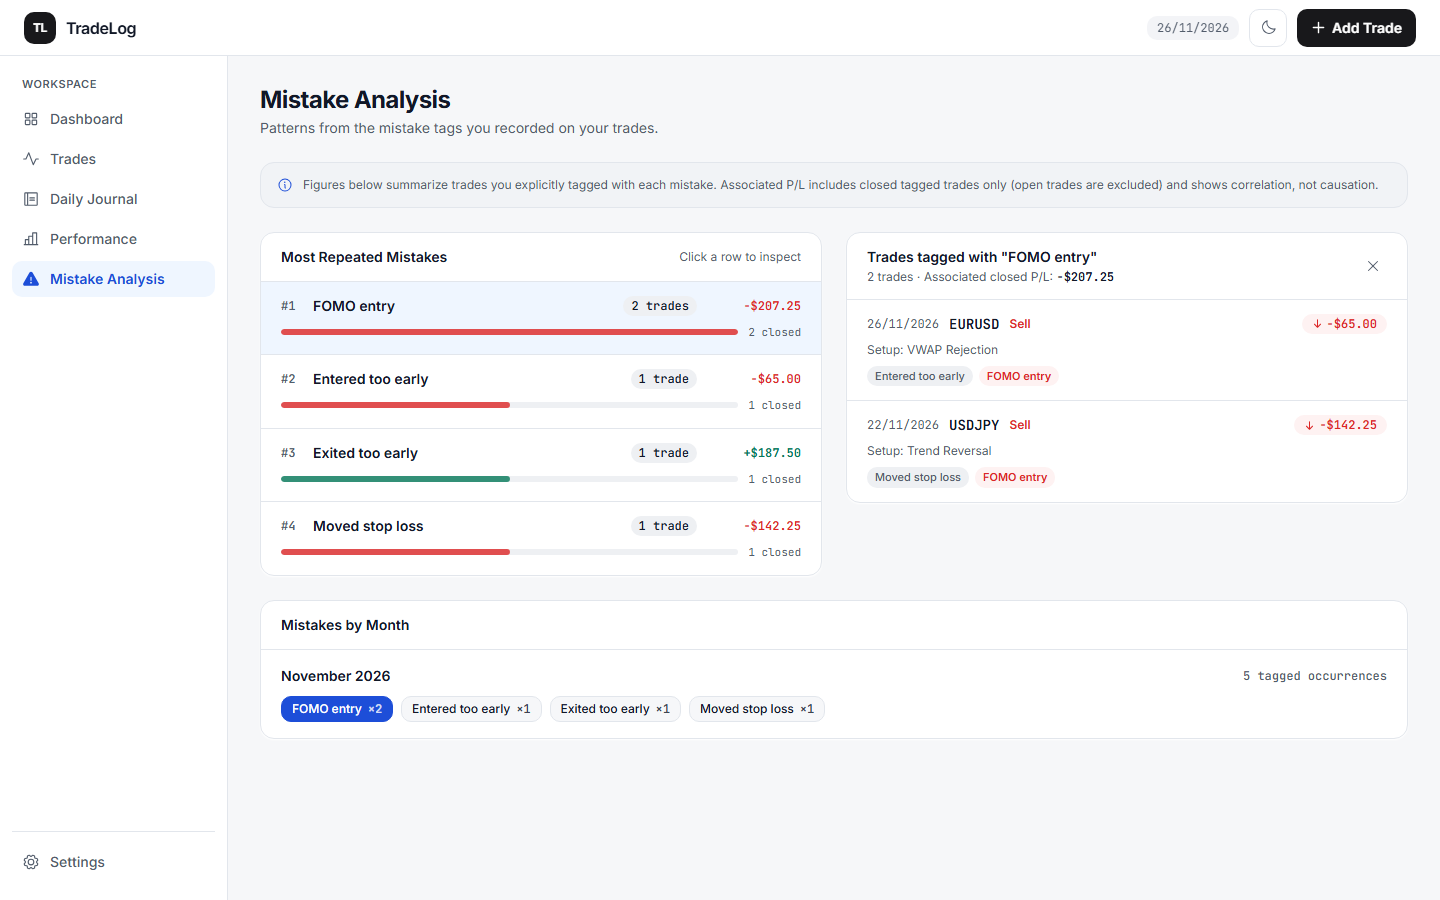 TL TradeLog
26/11/2026
Add Trade
WORKSPACE
Dashboard
Trades
Daily Journal
Performance
Mistake Analysis
Settings
Mistake Analysis
Patterns from the mistake tags you recorded on your trades.
Figures below summarize trades you explicitly tagged with each mistake. Associated P/L includes closed tagged trades only (open trades are excluded) and shows correlation, not causation.
Most Repeated Mistakes Click a row to inspect
#1 FOMO entry 2 trades -$207.25
2 closed
#2 Entered too early 1 trade -$65.00
1 closed
#3 Exited too early 1 trade +$187.50
1 closed
#4 Moved stop loss 1 trade -$142.25
1 closed
Trades tagged with "FOMO entry"
2 trades · Associated closed P/L: -$207.25
26/11/2026 EURUSD Sell ↓ -$65.00
Setup: VWAP Rejection
Entered too early FOMO entry
22/11/2026 USDJPY Sell ↓ -$142.25
Setup: Trend Reversal
Moved stop loss FOMO entry
Mistakes by Month
November 2026 5 tagged occurrences
FOMO entry ×2 Entered too early ×1 Exited too early ×1 Moved stop loss ×1